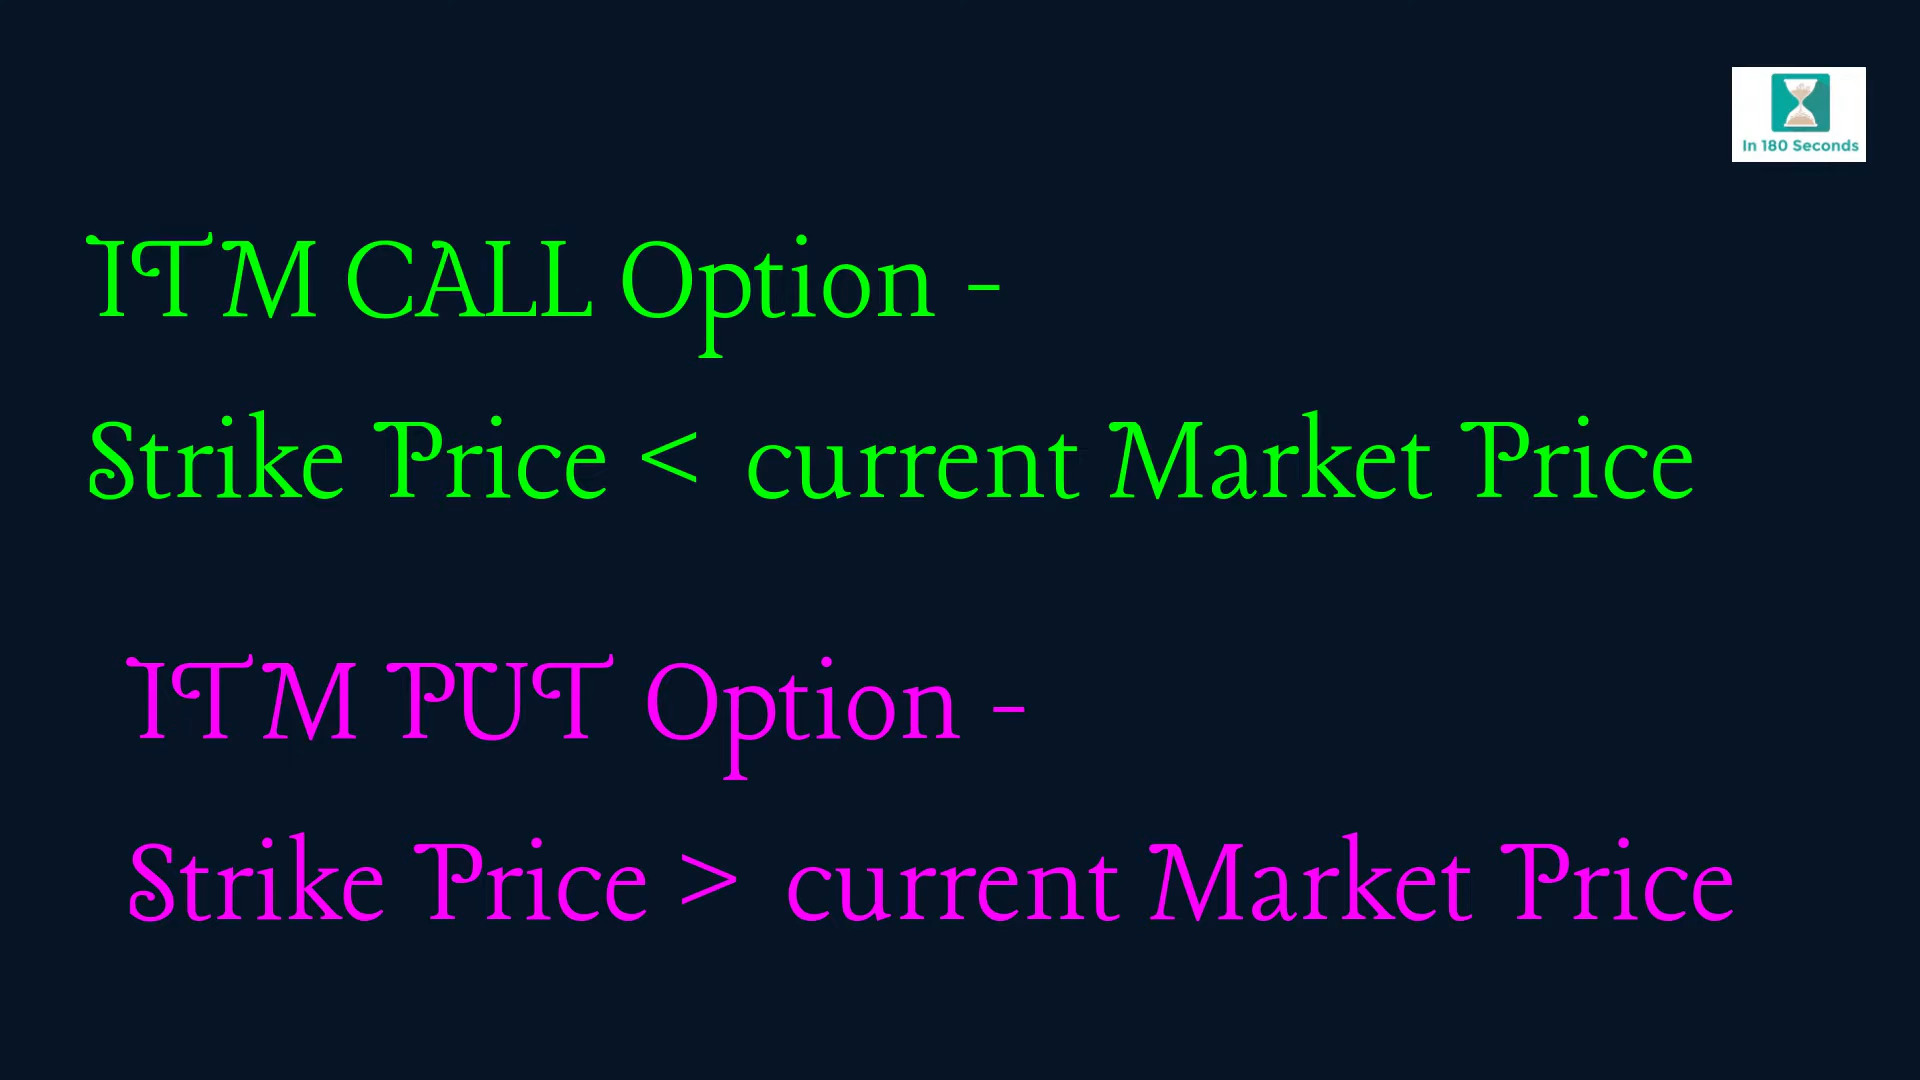 In 180 Seconds
ITM CALL Option -
Strike Price < current Market Price
ITM PUT Option -
Strike Price > current Market Price